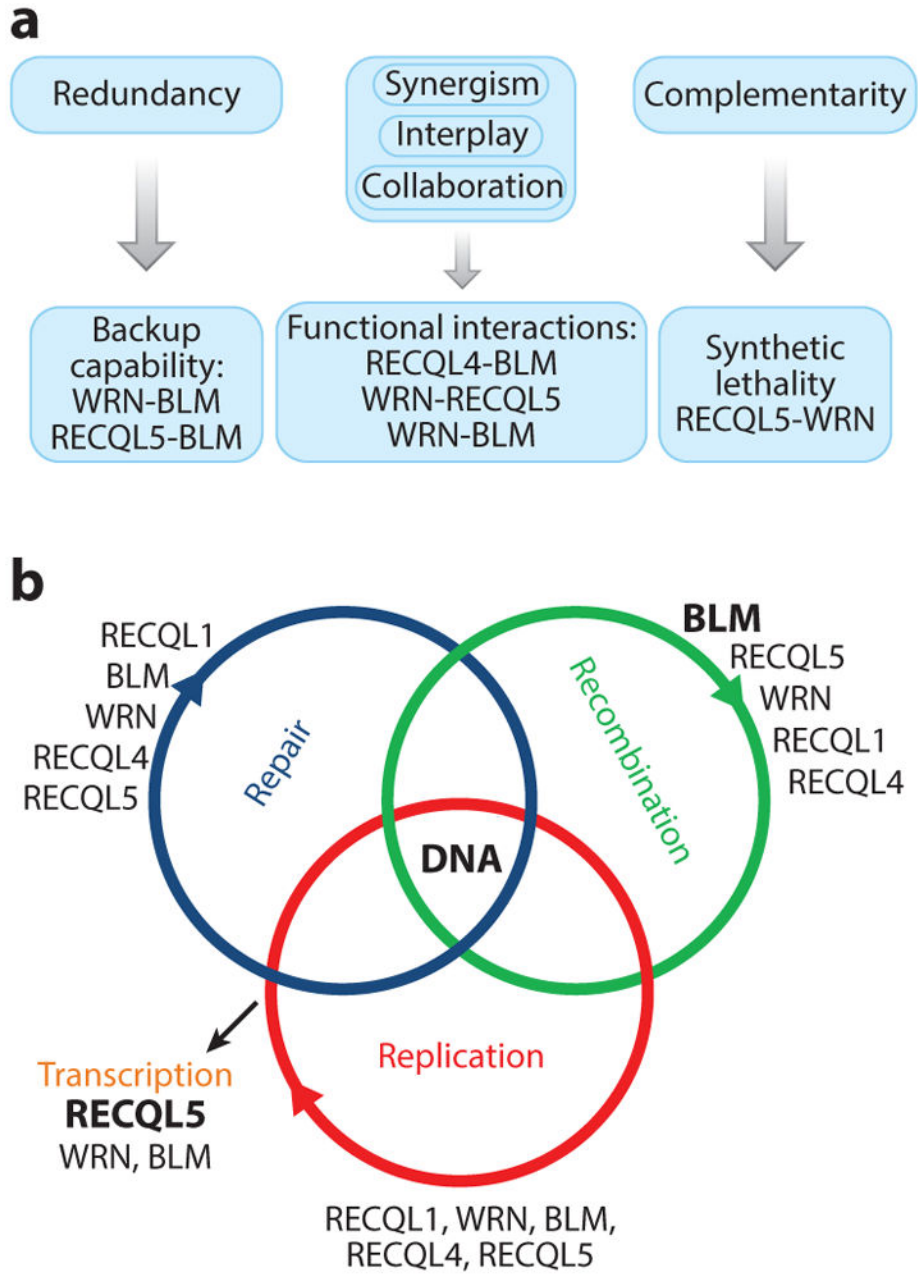 a
Redundancy
Synergism
Interplay
Collaboration
Complementarity
Backup
capability:
WRN-BLM
RECQL5-BLM
Functional interactions:
RECQL4-BLM
WRN-RECQL5
WRN-BLM
Synthetic
lethality
RECQL5-WRN
b
RECQL1
BLM
WRN
RECQL4
RECQL5
Repair
BLM
RECQL5
WRN
RECQL1
RECQL4
Recombination
DNA
Replication
Transcription
RECQL5
WRN, BLM
RECQL1, WRN, BLM,
RECQL4, RECQL5